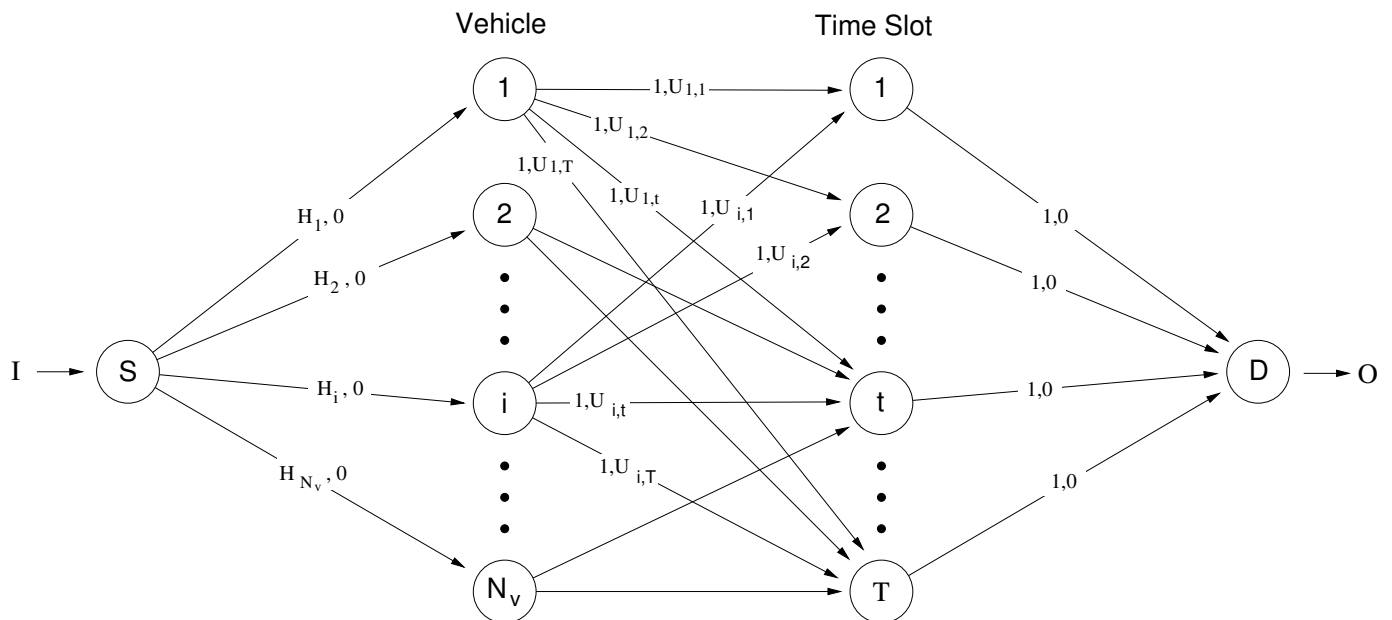 Vehicle Time Slot
1 1,U1,1 1
1,U1,2
1,U1,T
1,U1,t
1,U i,1
2 2
H1, 0 1,0
1,U i,2
H2, 0 1,0
I S Hi, 0 i 1,U i,t t 1,0 D O
1,U i,T
HNv, 0 1,0
Nv T